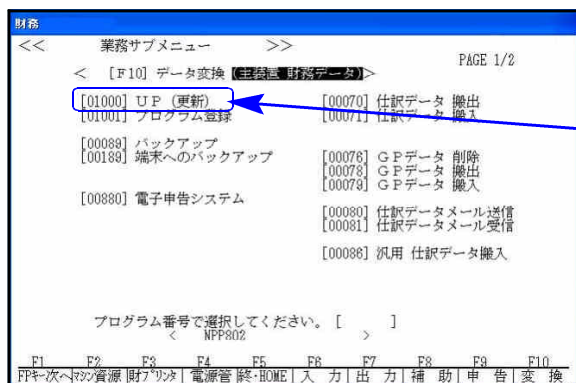 財務
<< 業務サブメニュー >>
PAGE 1/2
< [F10] データ変換 (主装置 財務データ)>
[01000] UP (更新)
[01001] プログラム登録
[00089] バックアップ
[00189] 端末へのバックアップ
[00880] 電子申告システム
[00070] 仕訳データ 搬出
[00071] 仕訳データ 搬入
[00076] GPデータ 削除
[00078] GPデータ 搬出
[00079] GPデータ 搬入
[00080] 仕訳データメール送信
[00081] 仕訳データメール受信
[00086] 汎用 仕訳データ搬入
プログラム番号で選択してください。 [ ]
< NPP802 >
F1 F2 F3 F4 F5 F6 F7 F8 F9 F10
FPキー次へ|マシン資源|財プリンタ|電源管|終・HOME|入 力|出 力|補 助|申 告|変 換